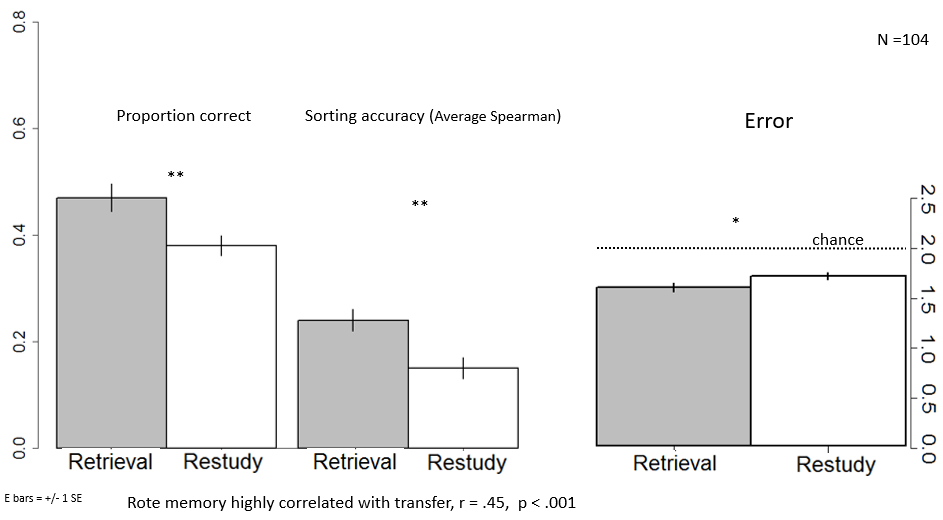 0.8
N =104
0.6
Proportion correct
Sorting accuracy (Average Spearman)
Error
**
**
*
0.4
0.2
0.0
chance
2.5
2.0
1.5
1.0
0.5
0.0
Retrieval
Restudy
Retrieval
Restudy
Retrieval
Restudy
E bars = +/- 1 SE
Rote memory highly correlated with transfer, r = .45, p < .001